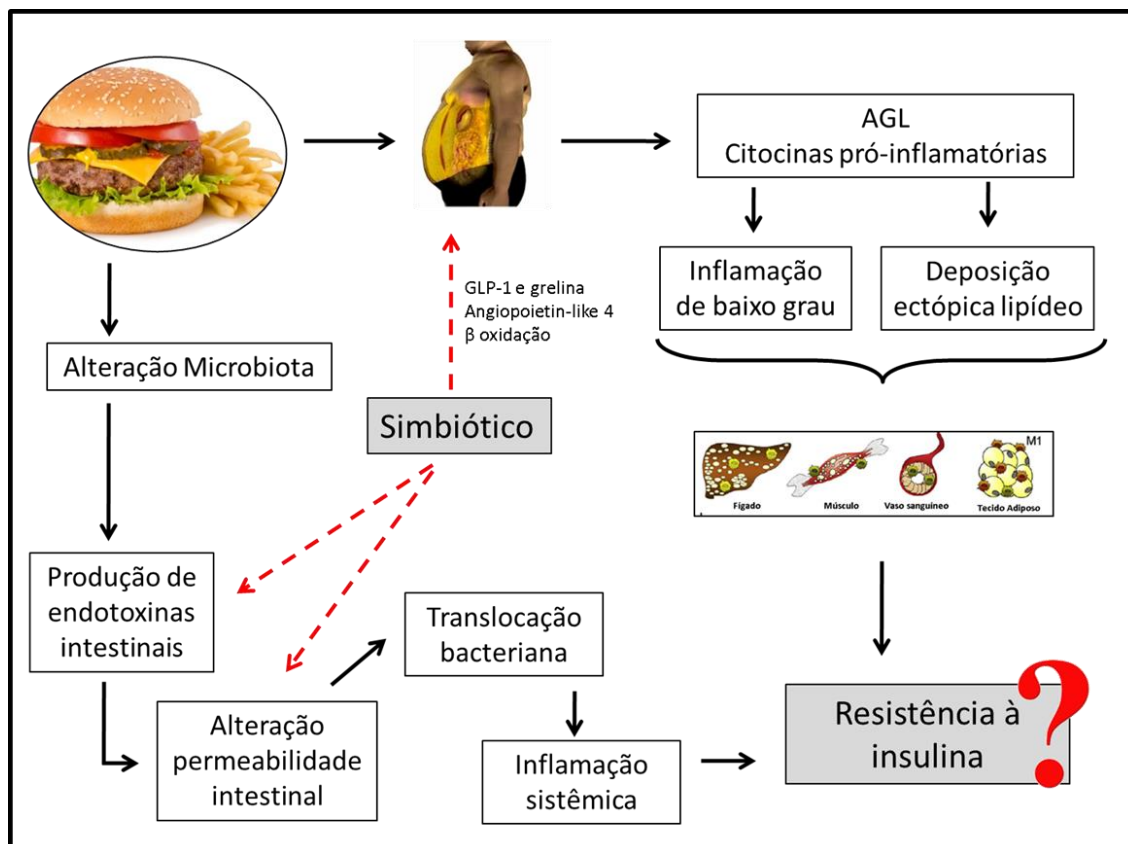 AGL
Citocinas pró-inflamatórias
GLP-1 e grelina
Angiopoietin-like 4
β oxidação
Inflamação
de baixo grau
Deposição
ectópica lipídeo
Alteração Microbiota
Simbiótico
M1
Fígado
Músculo
Vaso sanguíneo
Tecido Adiposo
Produção de
endotoxinas
intestinais
Translocação
bacteriana
Alteração
permeabilidade
intestinal
Inflamação
sistêmica
Resistência à
insulina
?